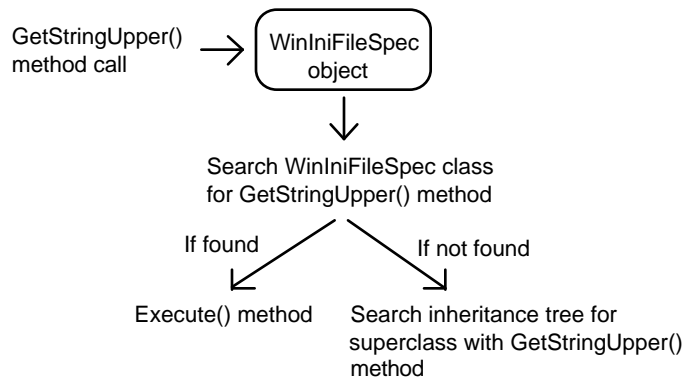 GetStringUpper()
method call
WinIniFileSpec
object
Search WinIniFileSpec class
for GetStringUpper() method
If found
If not found
Execute() method
Search inheritance tree for
superclass with GetStringUpper()
method